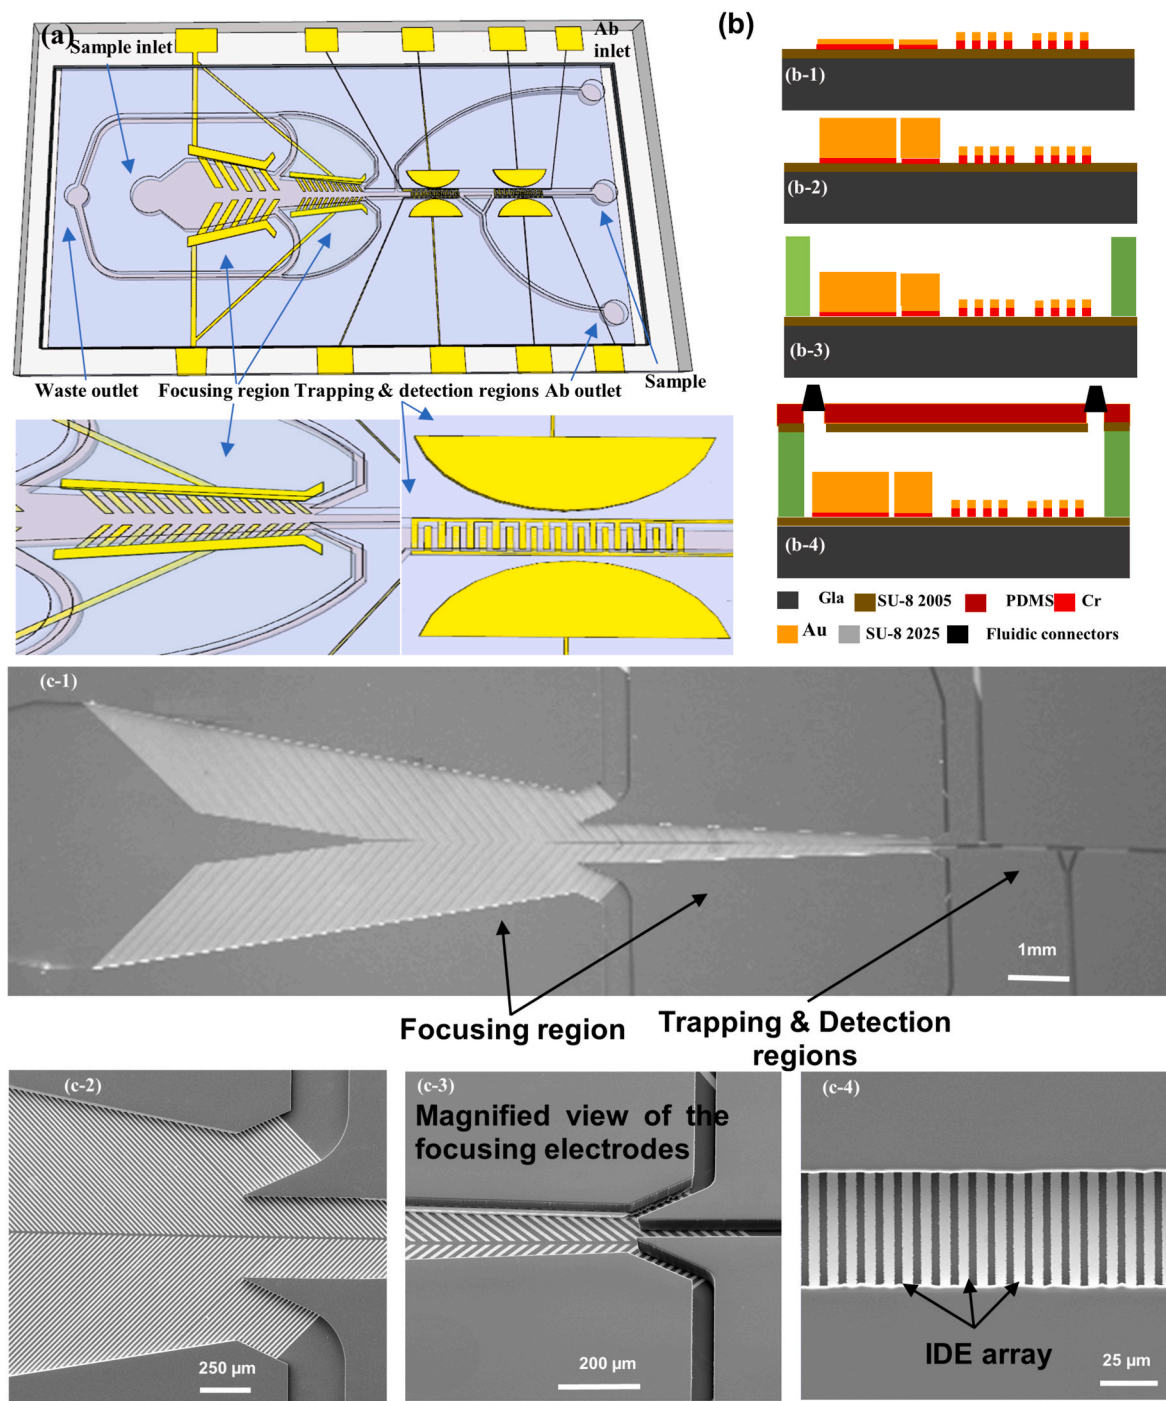 (a)
Sample inlet
Ab
inlet
Waste outlet
Focusing region
Trapping & detection regions
Ab outlet
Sample
(b)
(b-1)
(b-2)
(b-3)
(b-4)
Gla SU-8 2005 PDMS Cr
Au SU-8 2025 Fluidic connectors
(c-1)
1mm
Focusing region
Trapping & Detection
regions
(c-2)
250 µm
(c-3)
Magnified view of the
focusing electrodes
200 µm
(c-4)
IDE array
25 µm